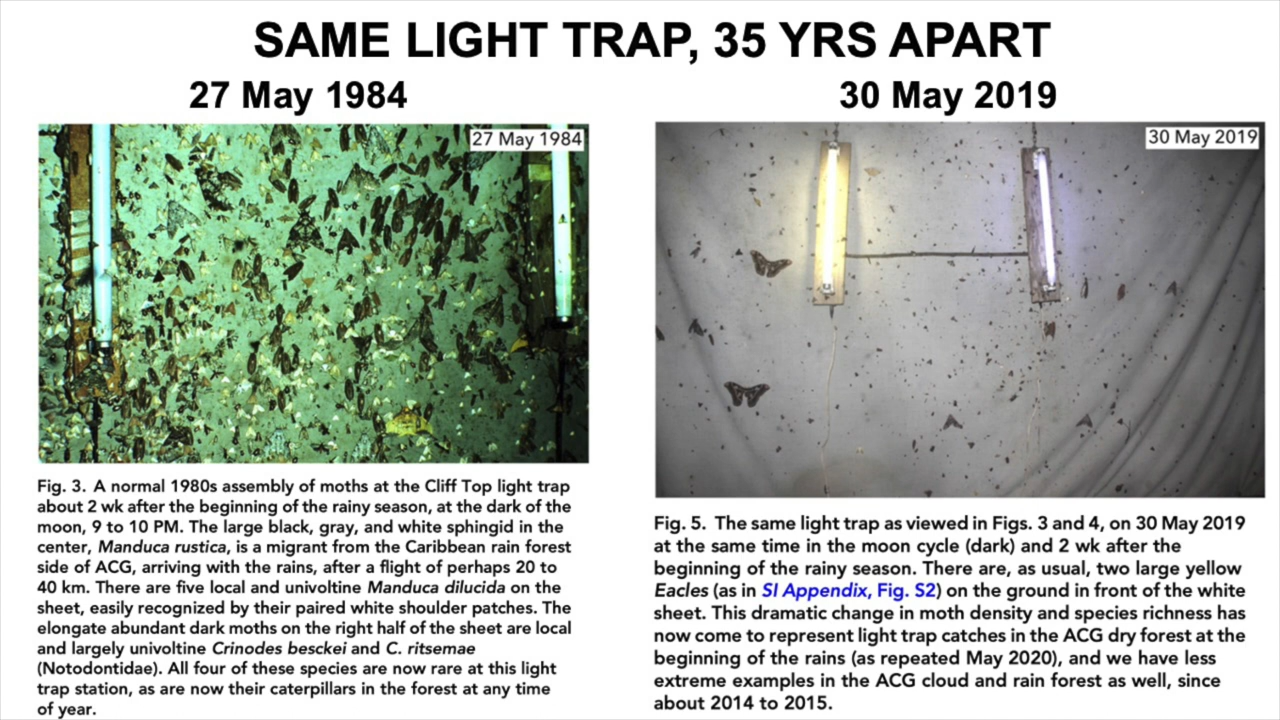 SAME LIGHT TRAP, 35 YRS APART
27 May 1984
27 May 1984
Fig. 3. A normal 1980s assembly of moths at the Cliff Top light trap
about 2 wk after the beginning of the rainy season, at the dark of the
moon, 9 to 10 PM. The large black, gray, and white sphingid in the
center, Manduca rustica, is a migrant from the Caribbean rain forest
side of ACG, arriving with the rains, after a flight of perhaps 20 to
40 km. There are five local and univoltine Manduca dilucida on the
sheet, easily recognized by their paired white shoulder patches. The
elongate abundant dark moths on the right half of the sheet are local
and largely univoltine Crinodes besckei and C. ritsemae
(Notodontidae). All four of these species are now rare at this light
trap station, as are now their caterpillars in the forest at any time
of year.
30 May 2019
30 May 2019
Fig. 5. The same light trap as viewed in Figs. 3 and 4, on 30 May 2019
at the same time in the moon cycle (dark) and 2 wk after the
beginning of the rainy season. There are, as usual, two large yellow
Eacles (as in SI Appendix, Fig. S2) on the ground in front of the white
sheet. This dramatic change in moth density and species richness has
now come to represent light trap catches in the ACG dry forest at the
beginning of the rains (as repeated May 2020), and we have less
extreme examples in the ACG cloud and rain forest as well, since
about 2014 to 2015.